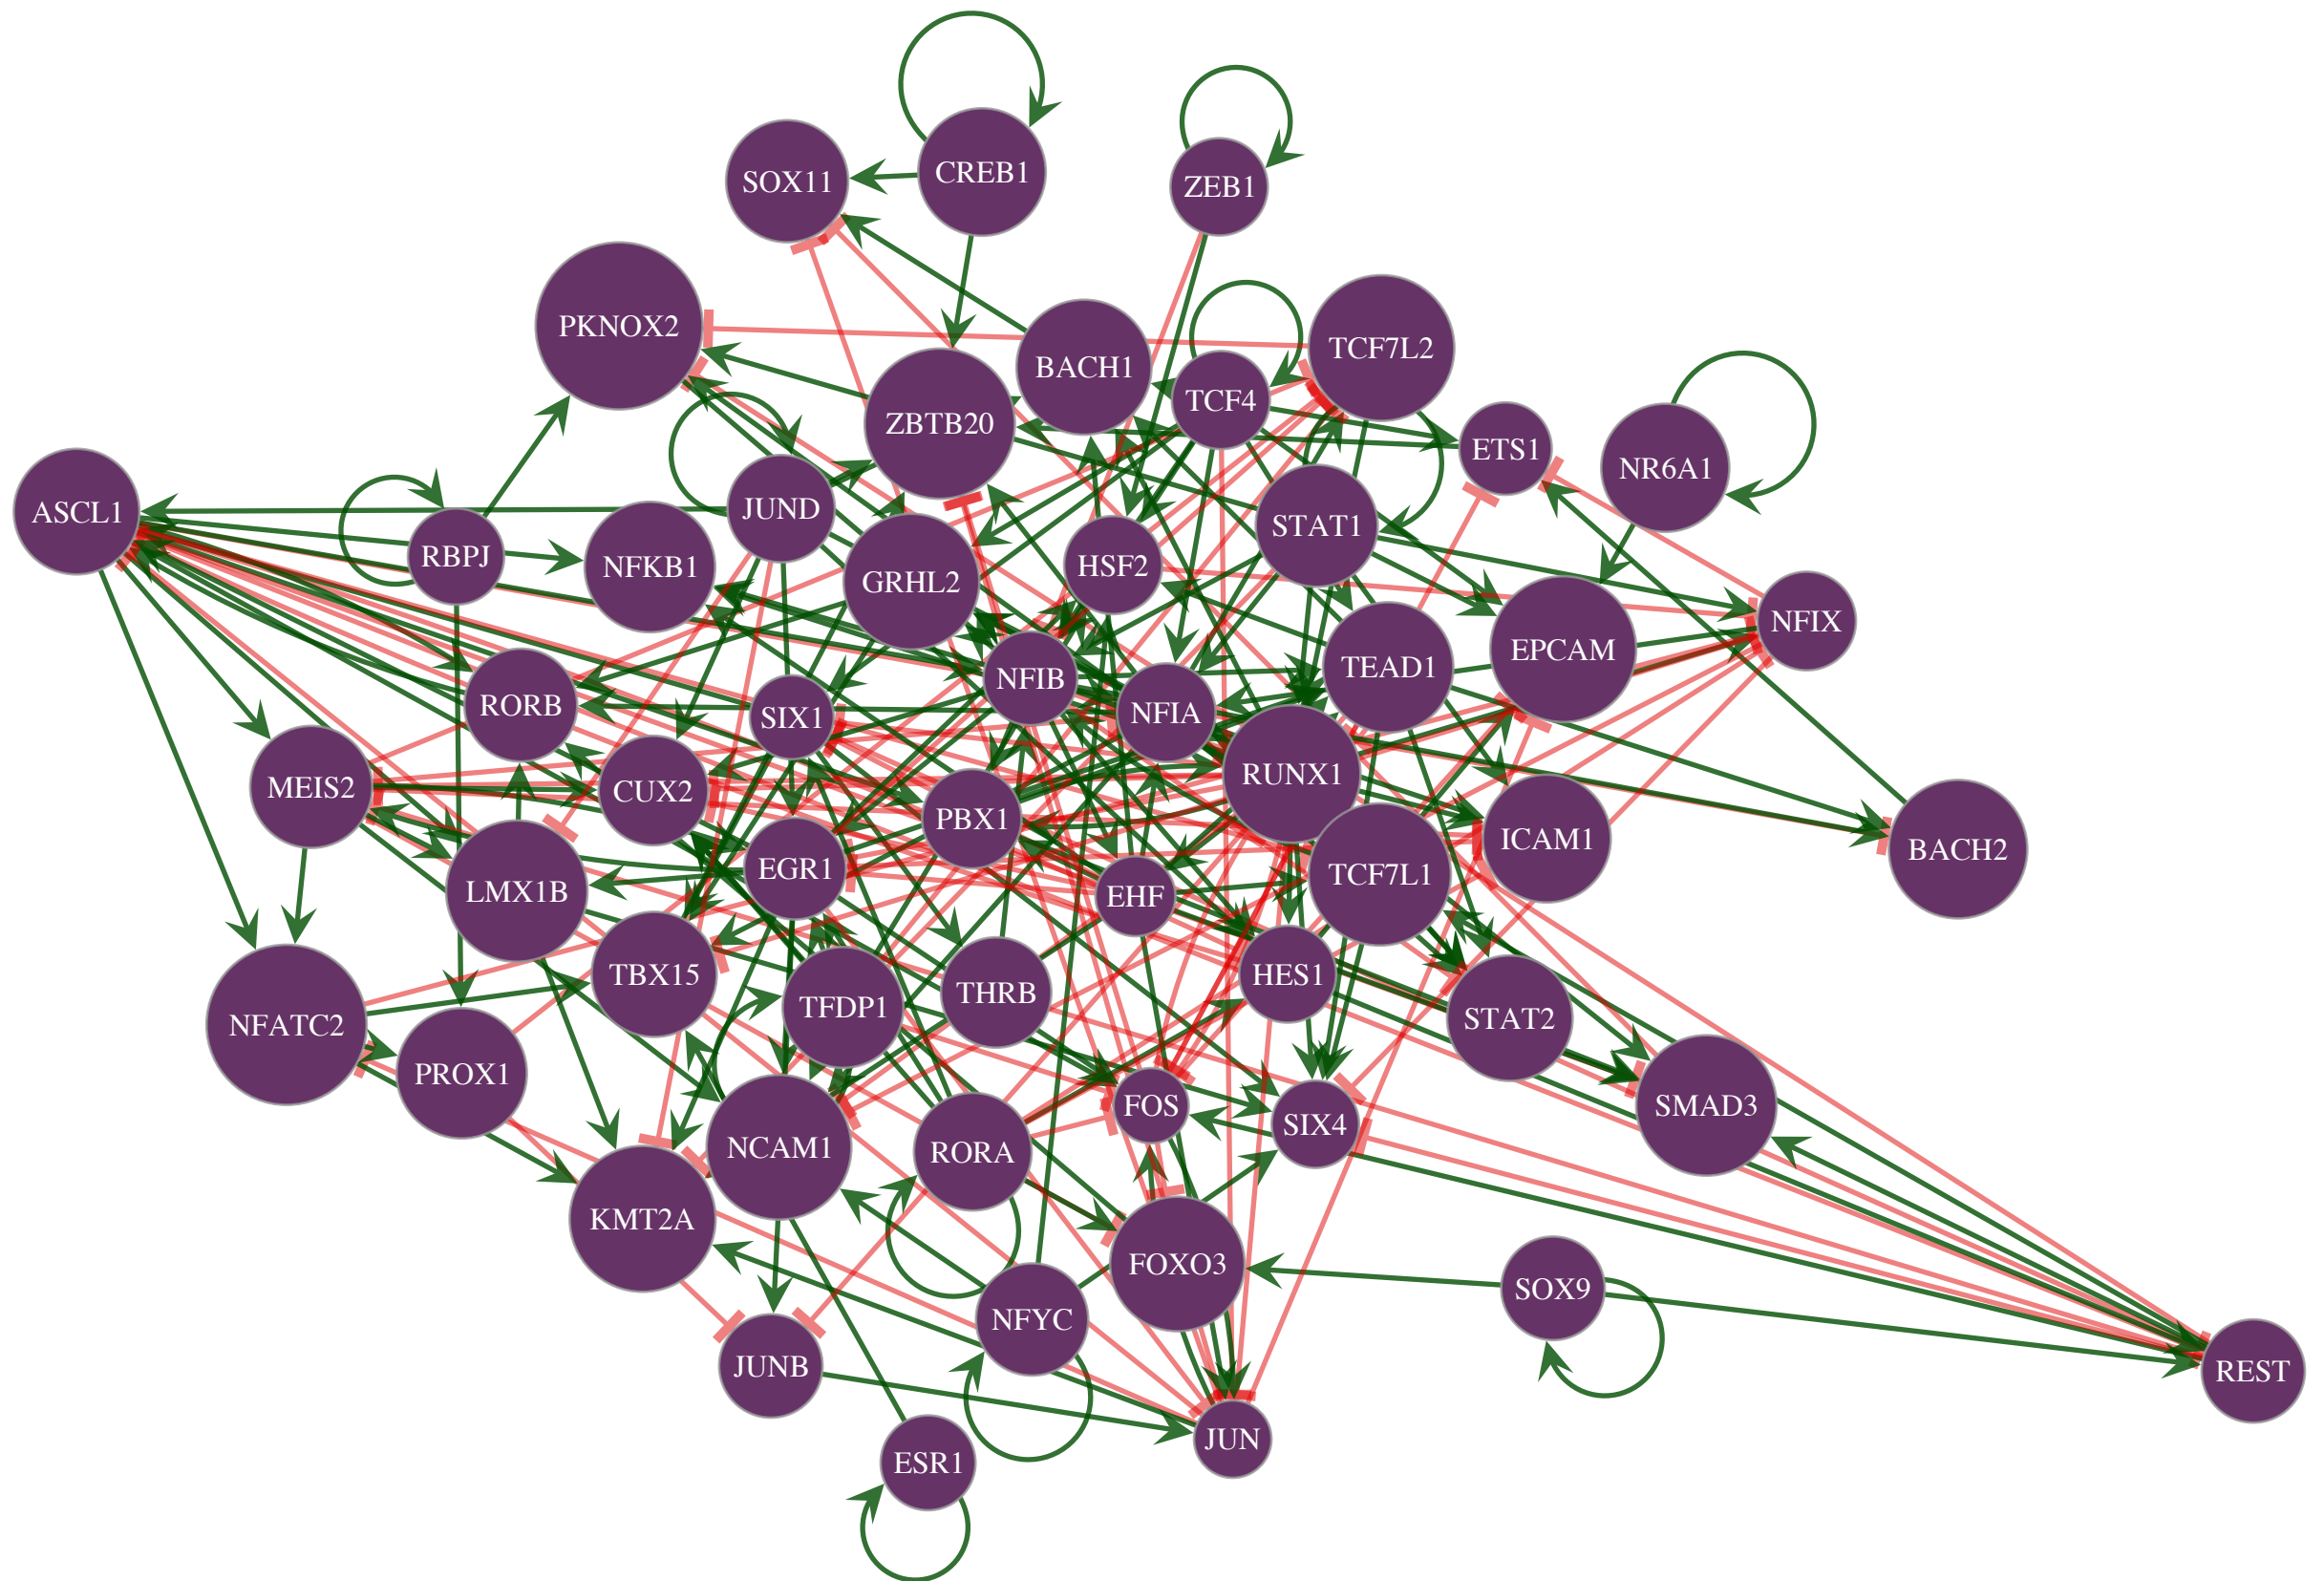 CREB1
SOX11
ZEB1
PKNOX2
TCF7L2
BACH1
TCF4
ZBTB20
ETS1
NR6A1
ASCL1
JUND
STAT1
RBPJ
NFKB1
HSF2
GRHL2
NFIX
EPCAM
TEAD1
NFIB
RORB
NFIA
SIX1
RUNX1
MEIS2
CUX2
PBX1
ICAM1
BACH2
EGR1
TCF7L1
LMX1B
EHF
TBX15
HES1
THRB
TFDP1
STAT2
NFATC2
PROX1
FOS
SMAD3
SIX4
NCAM1
RORA
KMT2A
FOXO3
SOX9
NFYC
JUNB
REST
JUN
ESR1